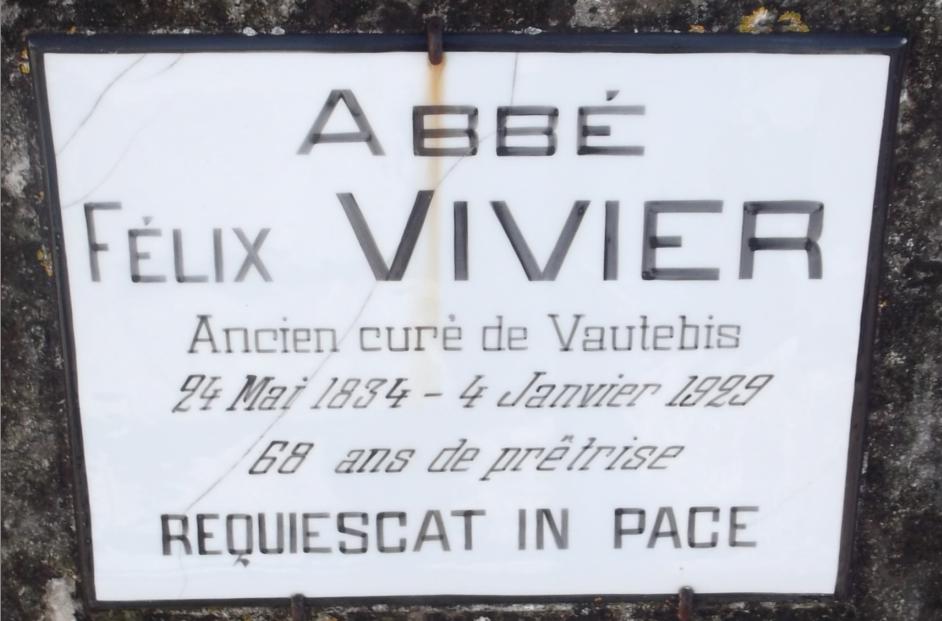 ABBÉ
FÉLIX VIVIER
Ancien curé de Vautebis
24 Mai 1834 - 4 Janvier 1929
68 ans de prêtrise
REQUIESCAT IN PACE